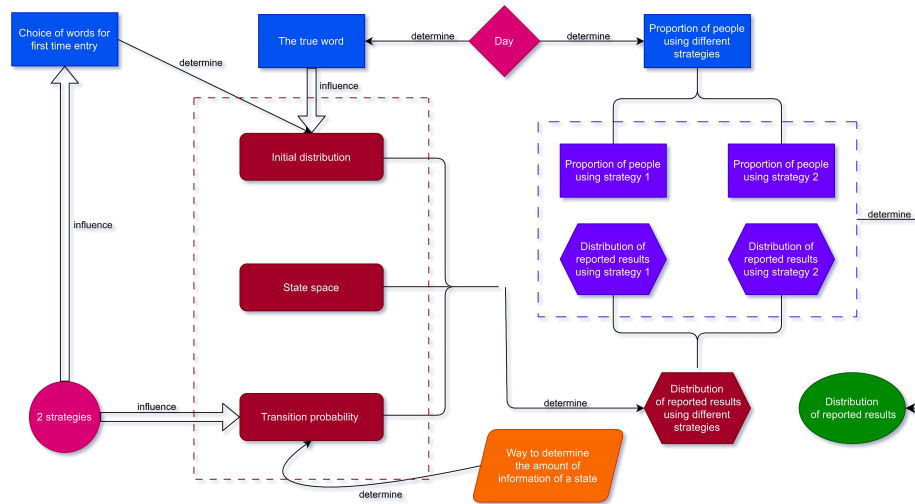 Choice of words for
first time entry
The true word
determine
Day
determine
Proportion of people
using different
strategies
determine
influence
Initial distribution
Proportion of people
using strategy 1
Proportion of people
using strategy 2
influence
determine
Distribution of
reported results
using strategy 1
Distribution of
reported results
using strategy 2
State space
2 strategies
influence
Transition probability
determine
Distribution
of reported results
using different
strategies
Distribution
of reported results
Way to determine
the amount of
information of a state
determine